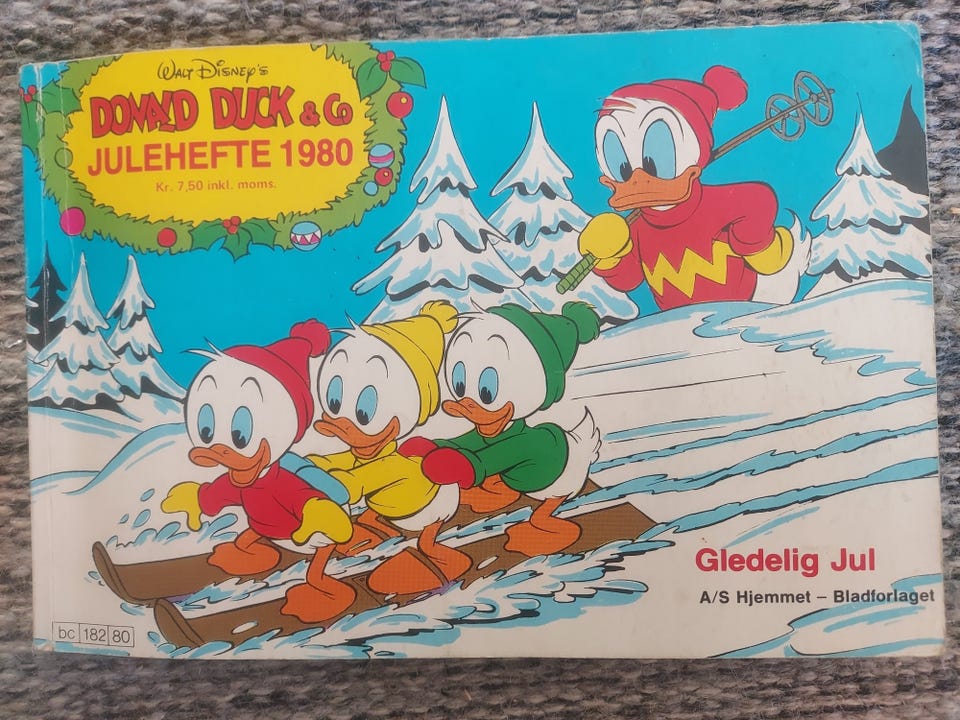 Walt Disney's
DONALD DUCK & Co
JULEHEFTE 1980
Kr. 7,50 inkl. moms.
Gledelig Jul
A/S Hjemmet – Bladforlaget
bc 182 80